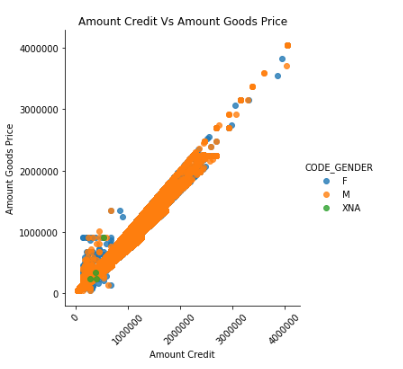 Amount Credit Vs Amount Goods Price
4000000
3000000
2000000
1000000
0
Amount Goods Price
0
1000000
2000000
3000000
4000000
Amount Credit
CODE_GENDER
F
M
XNA